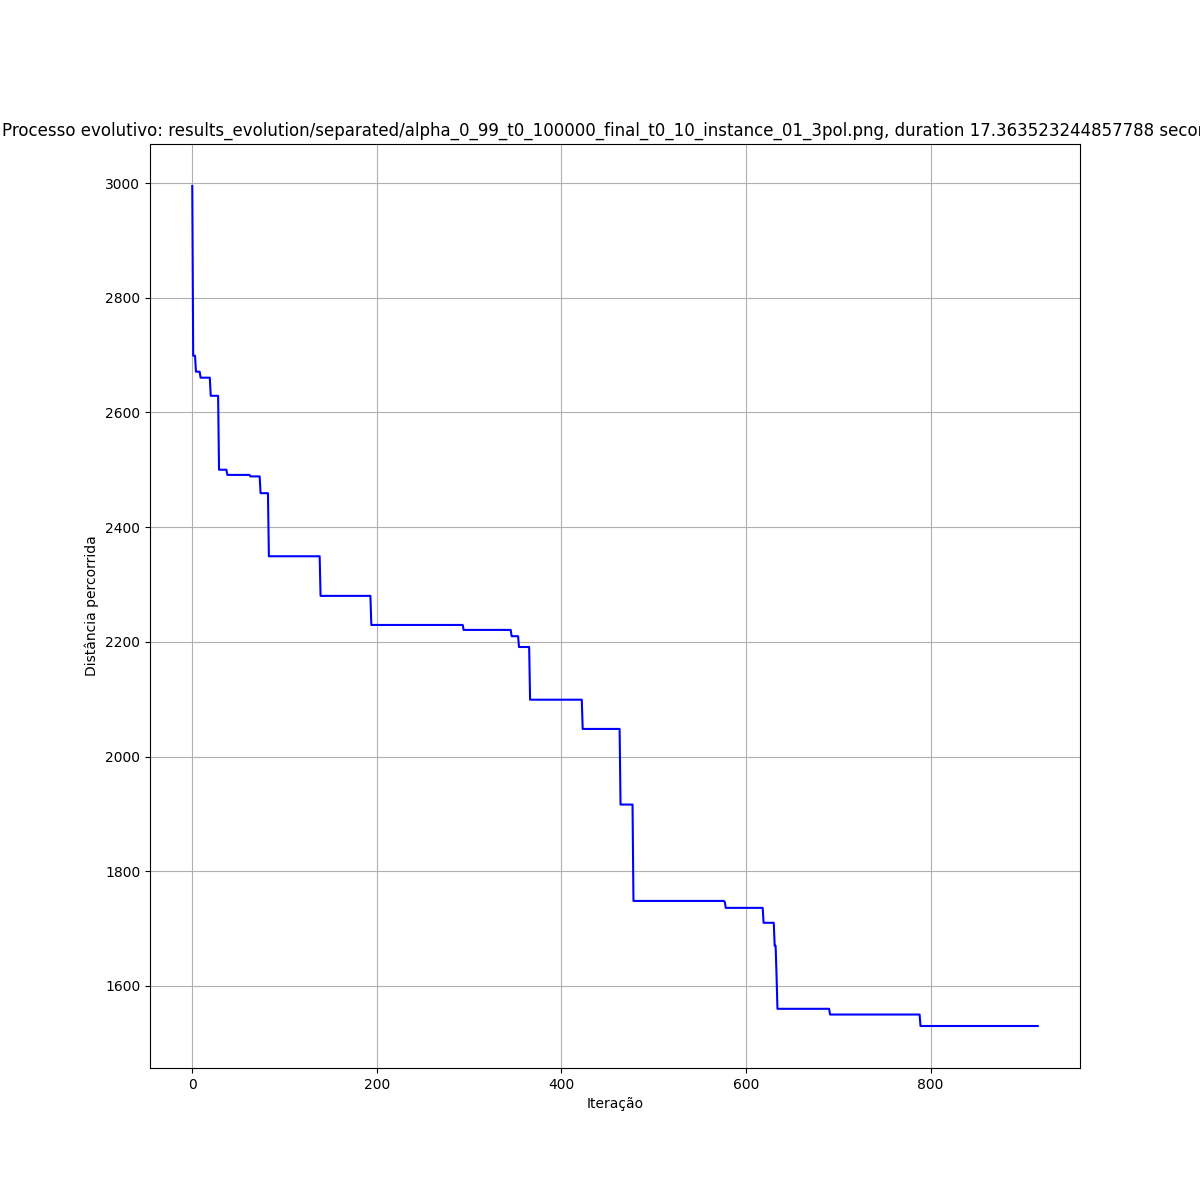 Processo evolutivo: results_evolution/separated/alpha_0_99_t0_100000_final_t0_10_instance_01_3pol.png, duration 17.363523244857788
3000
2800
2600
2400
2200
2000
1800
1600
Distância percorrida
0 200 400 600 800
Iteração